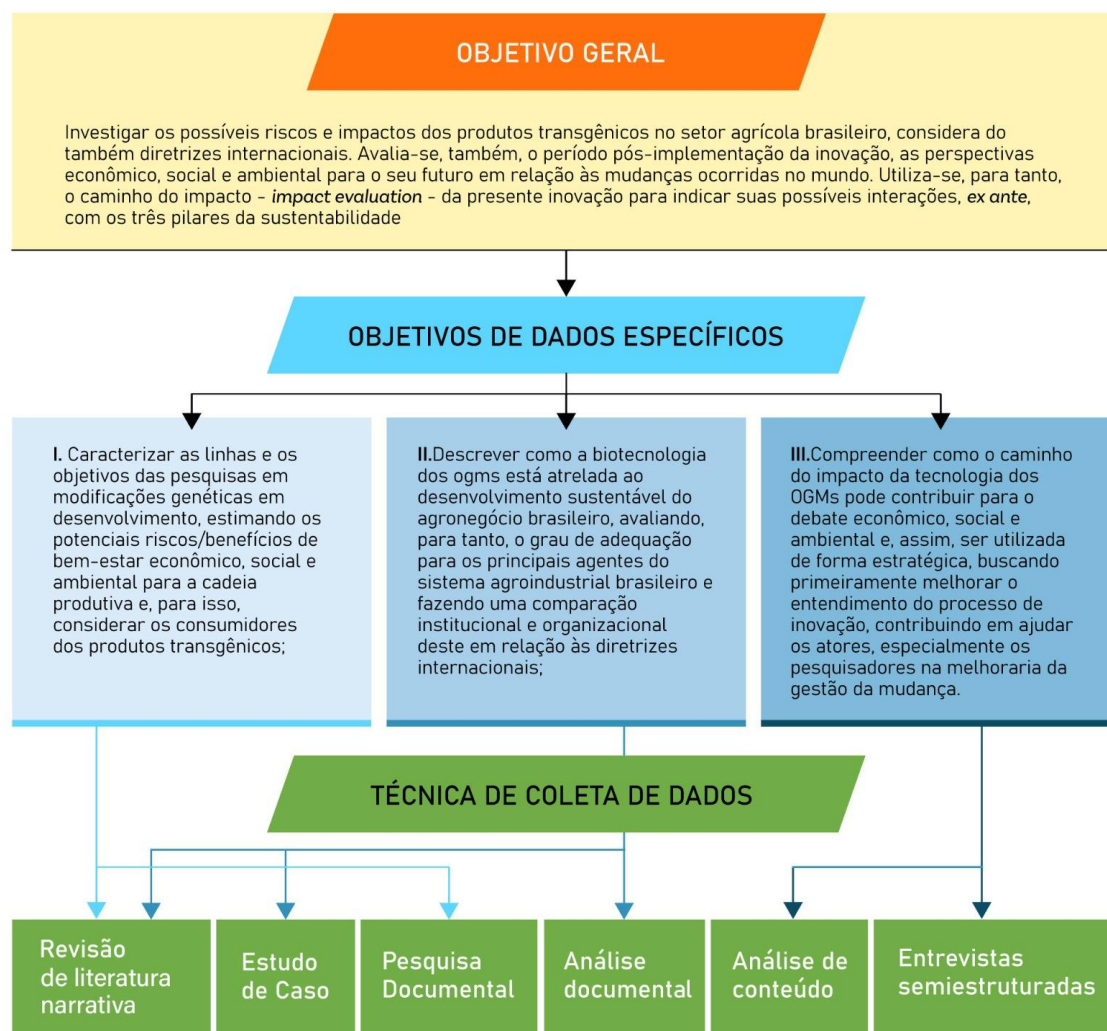 OBJETIVO GERAL
Investigar os possíveis riscos e impactos dos produtos transgênicos no setor agrícola brasileiro, considera do
também diretrizes internacionais. Avalia-se, também, o período pós-implementação da inovação, as perspectivas
econômico, social e ambiental para o seu futuro em relação às mudanças ocorridas no mundo. Utiliza-se, para tanto,
o caminho do impacto - impact evaluation - da presente inovação para indicar suas possíveis interações, ex ante,
com os três pilares da sustentabilidade
OBJETIVOS DE DADOS ESPECÍFICOS
I. Caracterizar as linhas e os
objetivos das pesquisas em
modificações genéticas em
desenvolvimento, estimando os
potenciais riscos/benefícios de
bem-estar econômico, social e
ambiental para a cadeia
produtiva e, para isso,
considerar os consumidores
dos produtos transgênicos;
II.Descrever como a biotecnologia
dos ogms está atrelada ao
desenvolvimento sustentável do
agronegócio brasileiro, avaliando,
para tanto, o grau de adequação
para os principais agentes do
sistema agroindustrial brasileiro e
fazendo uma comparação
institucional e organizacional
deste em relação às diretrizes
internacionais;
III.Compreender como o caminho
do impacto da tecnologia dos
OGMs pode contribuir para o
debate econômico, social e
ambiental e, assim, ser utilizada
de forma estratégica, buscando
primeiramente melhorar o
entendimento do processo de
inovação, contribuindo em ajudar
os atores, especialmente os
pesquisadores na melhoraria da
gestão da mudança.
TÉCNICA DE COLETA DE DADOS
Revisão
de literatura
narrativa
Estudo
de Caso
Pesquisa
Documental
Análise
documental
Análise de
conteúdo
Entrevistas
semiestruturadas